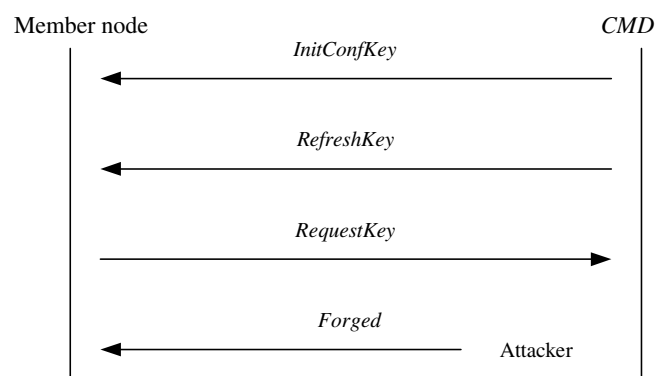 Member node
CMD
InitConfKey
RefreshKey
RequestKey
Forged
Attacker